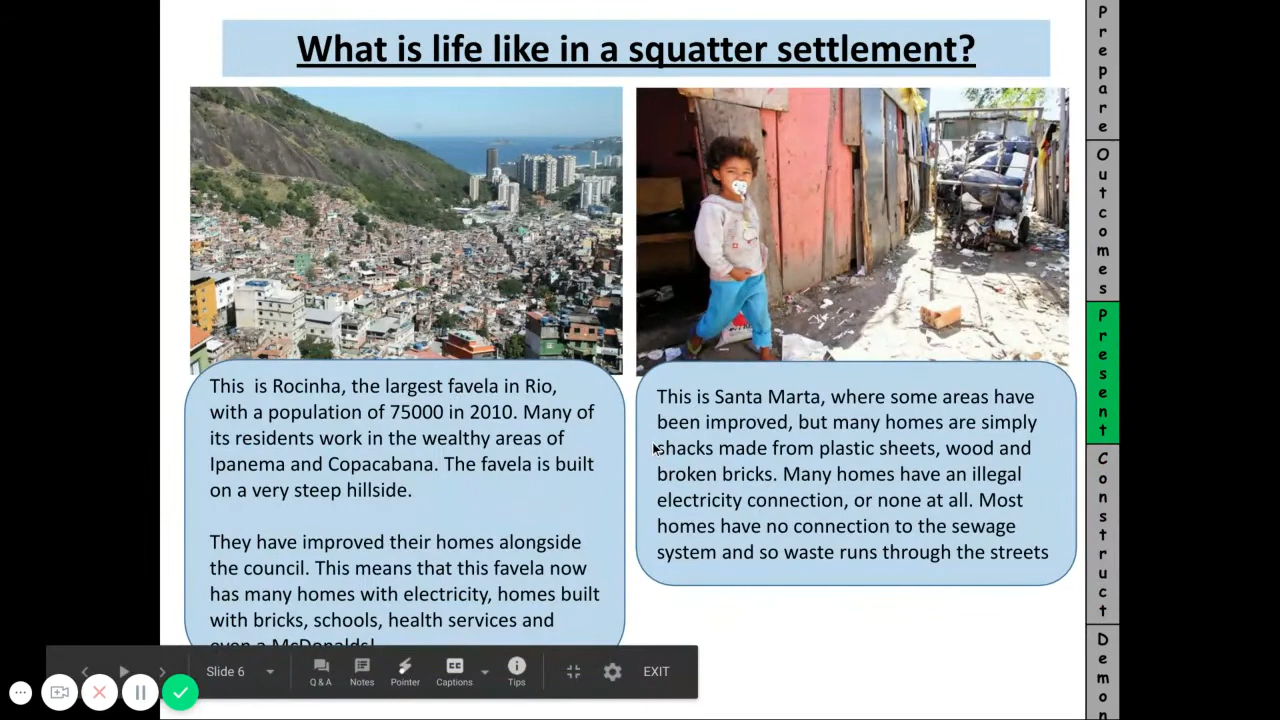 What is life like in a squatter settlement?
This  is Rocinha, the largest favela in Rio,
with a population of 75000 in 2010. Many of
its residents work in the wealthy areas of
Ipanema and Copacabana. The favela is built
on a very steep hillside.
They have improved their homes alongside
the council. This means that this favela now
has many homes with electricity, homes built
with bricks, schools, health services and
even a McDonalds!
This is Santa Marta, where some areas have
been improved, but many homes are simply
shacks made from plastic sheets, wood and
broken bricks. Many homes have an illegal
electricity connection, or none at all. Most
homes have no connection to the sewage
system and so waste runs through the streets
Prepare
Outcomes
Present
Construct
Demon
Slide 6
Q & A
Notes
Pointer
Captions
Tips
EXIT